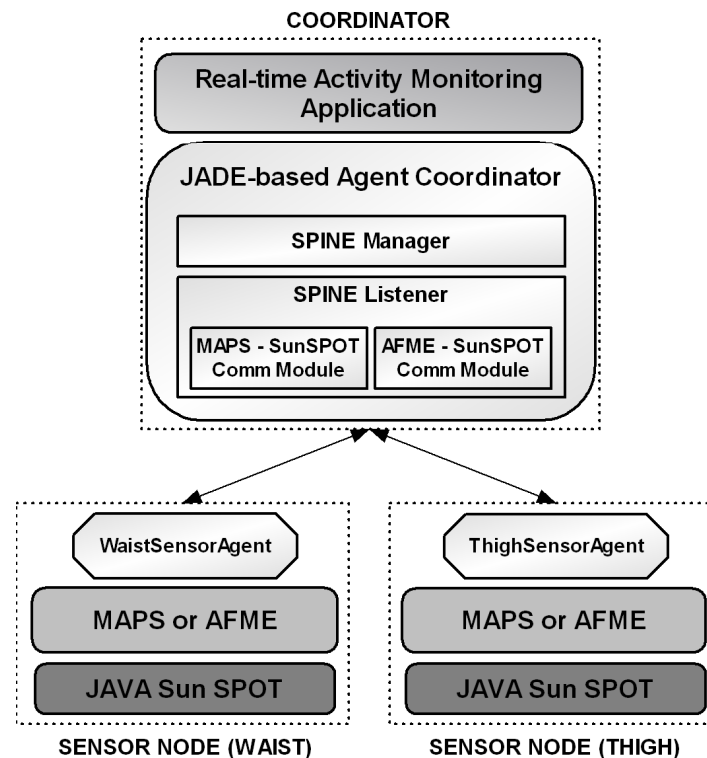 COORDINATOR
Real-time Activity Monitoring
Application
JADE-based Agent Coordinator
SPINE Manager
SPINE Listener
MAPS - SunSPOT
Comm Module
AFME - SunSPOT
Comm Module
WaistSensorAgent
MAPS or AFME
JAVA Sun SPOT
SENSOR NODE (WAIST)
ThighSensorAgent
MAPS or AFME
JAVA Sun SPOT
SENSOR NODE (THIGH)